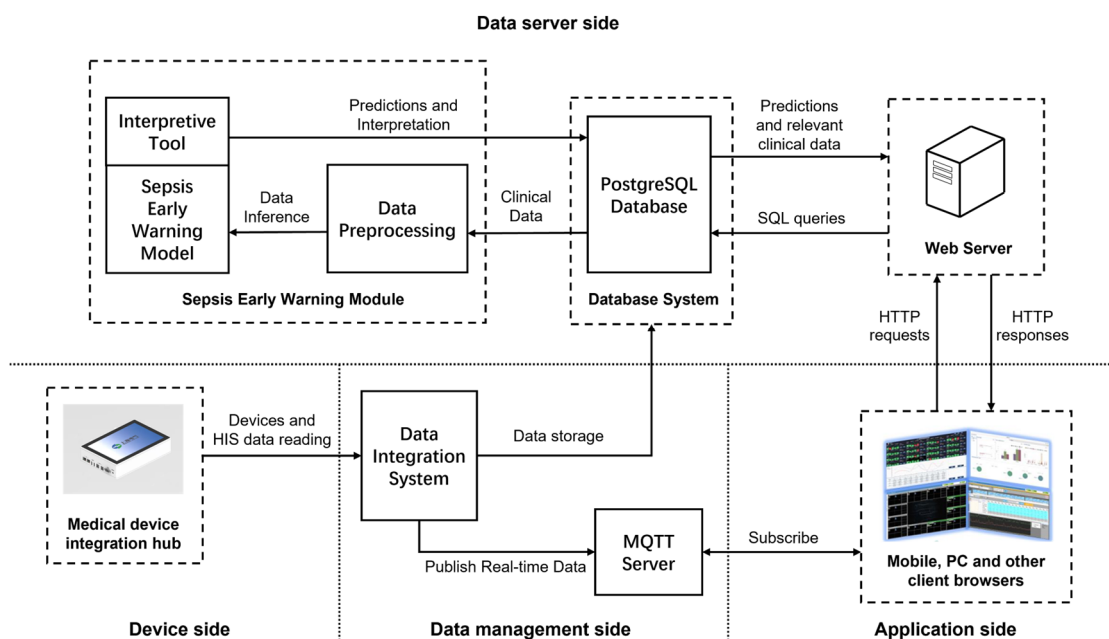 Data server side
Interpretive
Tool
Sepsis
Early
Warning
Model
Predictions and
Interpretation
Data
Inference
Data
Preprocessing
Clinical
Data
Sepsis Early Warning Module
PostgreSQL
Database
Database System
Predictions
and relevant
clinical data
SQL queries
Web Server
HTTP
requests
HTTP
responses
Medical device
integration hub
Devices and
HIS data reading
Data
Integration
System
Data storage
Publish Real-time Data
MQTT
Server
Subscribe
Mobile, PC and other
client browsers
Device side
Data management side
Application side